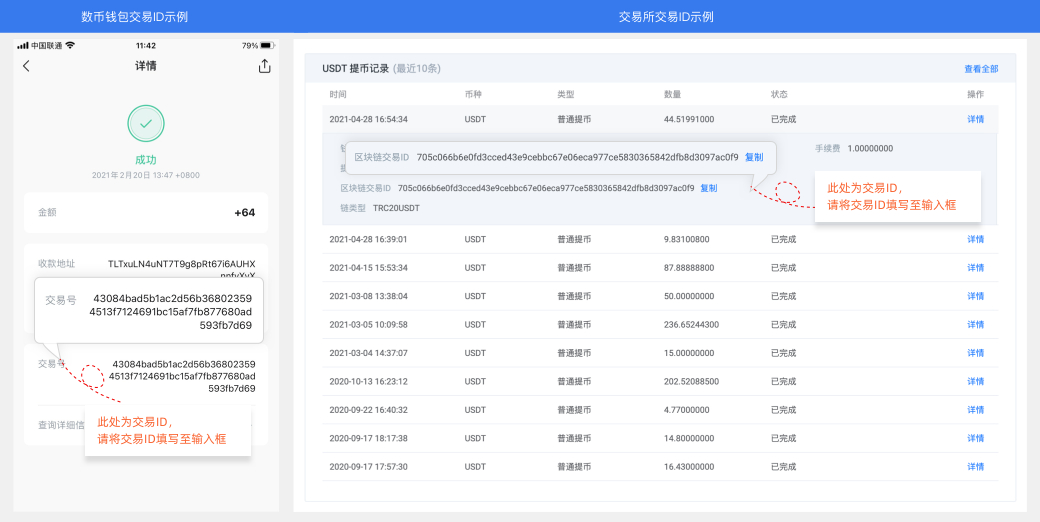 数币钱包交易ID示例
交易所交易ID示例
中国联通
11:42
79%
详情
成功
2021年2月20日 13:47 +0800
金额
+64
收款地址
TLTxuLN4uNT7T9g8pRt67i6AUHX
交易号
43084bad5b1ac2d56b36802359
4513f7124691bc15af7fb877680ad
593fb7d69
交易号
43084bad5b1ac2d56b36802359
4513f7124691bc15af7fb877680ad
593fb7d69
查询详细信
此处为交易ID,
请将交易ID填写至输入框
USDT 提币记录 (最近10条)
查看全部
时间 币种 类型 数量 状态 操作
2021-04-28 16:54:34 USDT 普通提币 44.51991000 已完成 详情
手续费 1.00000000
区块链交易ID 705c066b6e0fd3cced43e9cebbc67e06eca977ce5830365842dfb8d3097ac0f9 复制
区块链交易ID 705c066b6e0fd3cced43e9cebbc67e06eca977ce5830365842dfb8d3097ac0f9 复制
链类型 TRC20USDT
此处为交易ID,
请将交易ID填写至输入框
2021-04-28 16:39:01 USDT 普通提币 9.83100800 已完成 详情
2021-04-15 15:53:34 USDT 普通提币 87.88888800 已完成 详情
2021-03-08 13:38:04 USDT 普通提币 50.00000000 已完成 详情
2021-03-05 10:09:58 USDT 普通提币 236.65244300 已完成 详情
2021-03-04 14:37:07 USDT 普通提币 15.00000000 已完成 详情
2020-10-13 16:23:12 USDT 普通提币 202.52088500 已完成 详情
2020-09-22 16:40:32 USDT 普通提币 4.77000000 已完成 详情
2020-09-17 18:17:38 USDT 普通提币 14.80000000 已完成 详情
2020-09-17 17:57:30 USDT 普通提币 16.43000000 已完成 详情